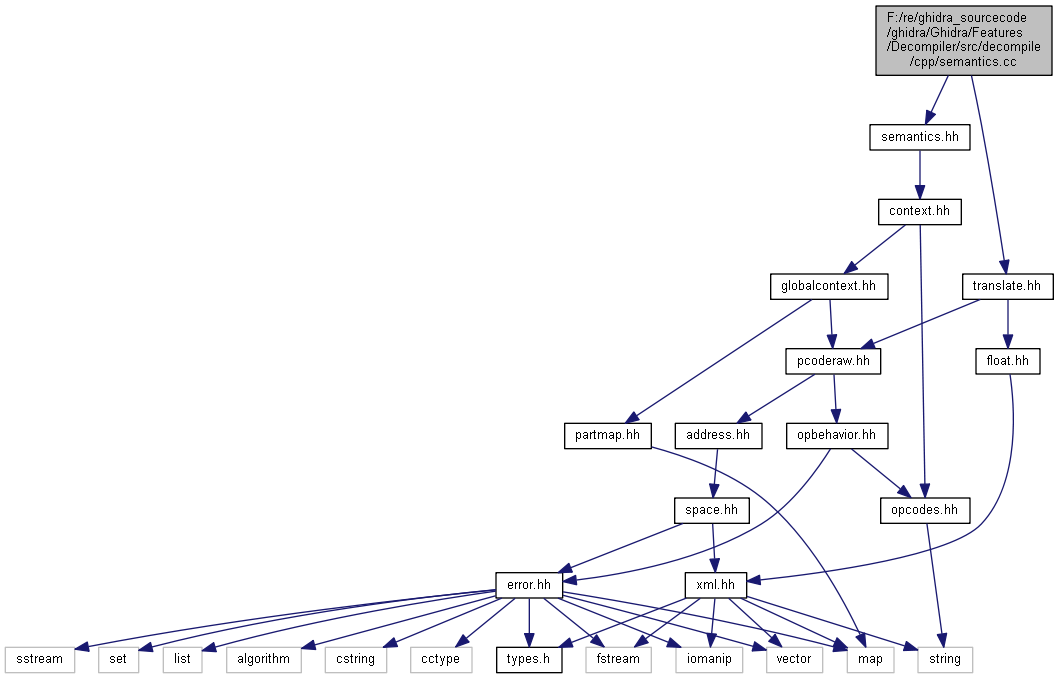 F:/re/ghidra_sourcecode
/ghidra/Ghidra/Features
/Decompiler/src/decompile
/cpp/semantics.cc
semantics.hh
context.hh
globalcontext.hh
translate.hh
pcoderaw.hh
float.hh
partmap.hh
address.hh
opbehavior.hh
space.hh
opcodes.hh
error.hh
xml.hh
sstream
set
list
algorithm
cstring
cctype
types.h
fstream
iomanip
vector
map
string